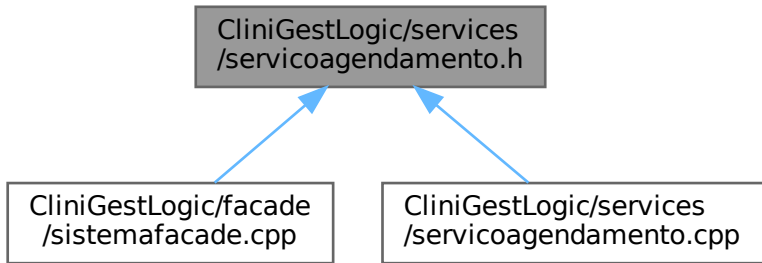 CliniGestLogic/services
/servicoagendamento.h
CliniGestLogic/facade
/sistemafacade.cpp
CliniGestLogic/services
/servicoagendamento.cpp